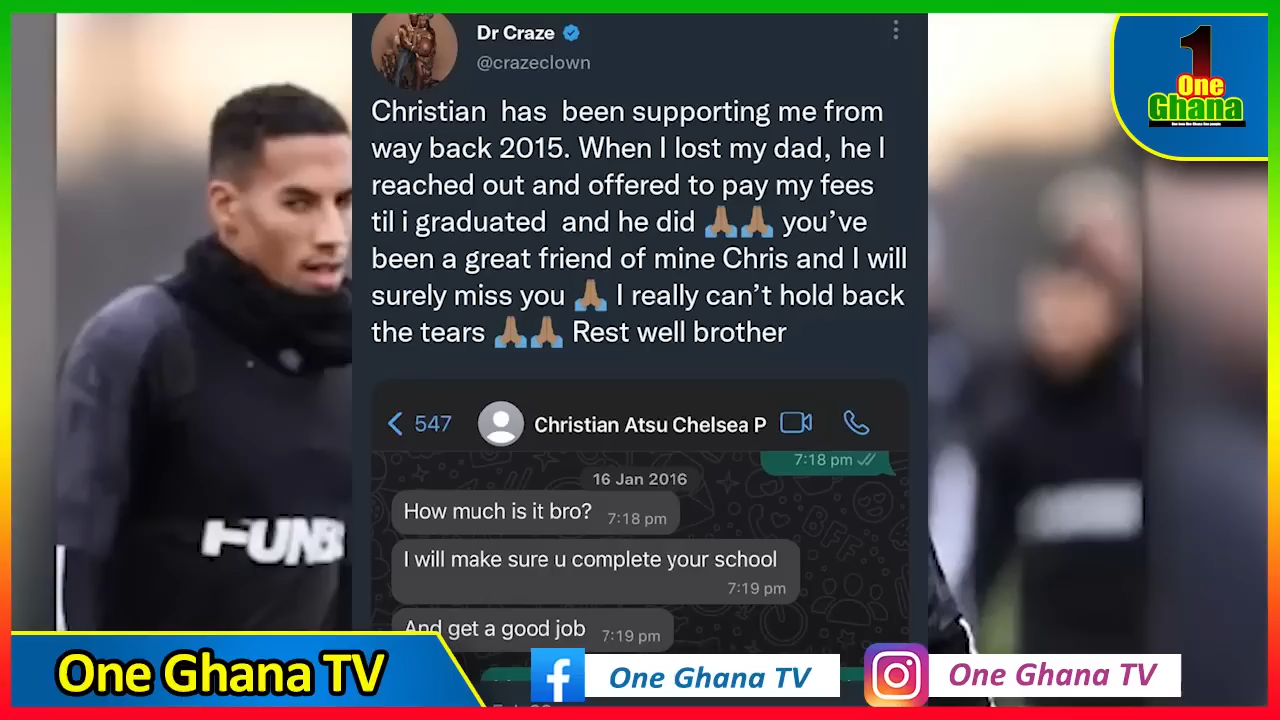 Dr Craze
@crazeclown
Christian has been supporting me from
way back 2015. When I lost my dad, he I
reached out and offered to pay my fees
til i graduated and he did 🙏🏽🙏🏽 you’ve
been a great friend of mine Chris and I will
surely miss you 🙏🏽 I really can’t hold back
the tears 🙏🏽🙏🏽 Rest well brother
547
Christian Atsu Chelsea P
7:18 pm
16 Jan 2016
How much is it bro?
7:18 pm
I will make sure u complete your school
7:19 pm
And get a good job
7:19 pm
1
One
Ghana
FUN8
One Ghana TV
One Ghana TV
One Ghana TV